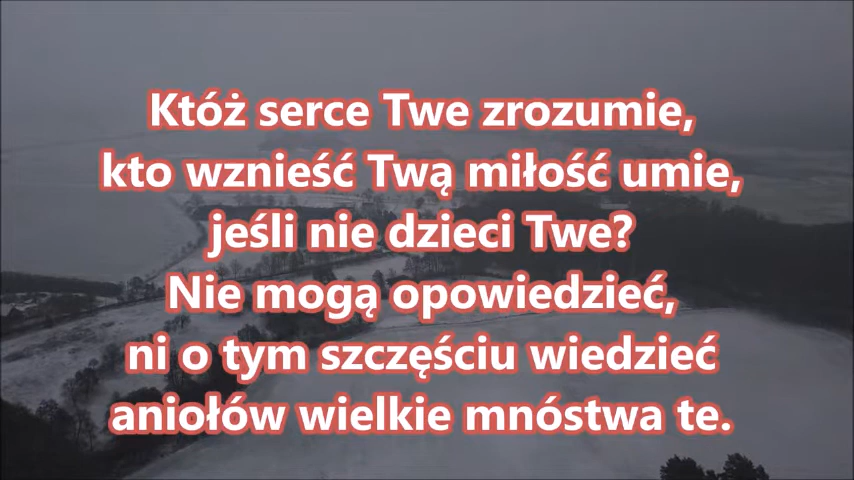 Któż serce Twe zrozumie,
kto wznieść Twą miłość umie,
jeśli nie dzieci Twe?
Nie mogą opowiedzieć,
ni o tym szczęściu wiedzieć
aniołów wielkie mnóstwa te.